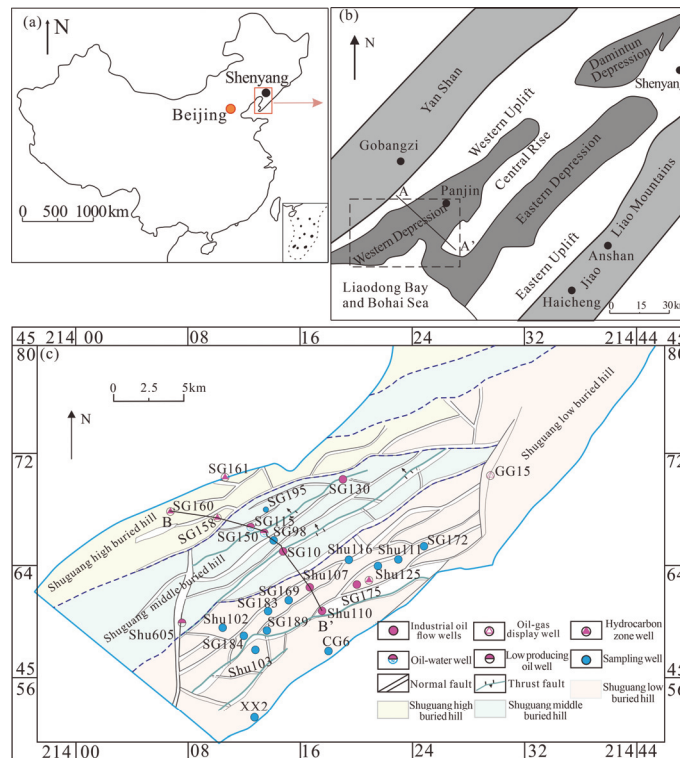 (a)
N
Shenyang
Beijing
0 500 1000km
(b)
N
Yan Shan
Gobangzi
Western Uplift
Central Rise
Damintun
Depression
Shenyang
A
Panjin
Western Depression
Eastern Depression
A'
Eastern Uplift
Liao Mountains
Anshan
Jiao
Haicheng
Liaodong Bay
and Bohai Sea
0 15 30k
45 214 00 08 16 24 32 214 44 45
80 80
(c)
0 2.5 5km
N
Shuguang low buried hill
72 72
SG161
SG130
GG15
SG160
SG195
B
SG158
SG115
SG150
SG98
Shuguang high buried hill
SG10
Shu116
Shu111
SG172
64 64
Shuguang middle buried hill
Shu107
Shu125
SG169
SG175
SG183
Shu110
Shu102
Shu605
SG189
B'
SG184
CG6
Shu103
XX2
Industrial oil
flow wells
Oil-gas
display well
Hydrocarbon
zone well
Oil-water well
Low producing
oil well
Sampling well
Normal fault
Thrust fault
Shuguang low
buried hill
Shuguang high
buried hill
Shuguang middle
buried hill
45 45
56 56
214 00 08 16 24 32 214 44